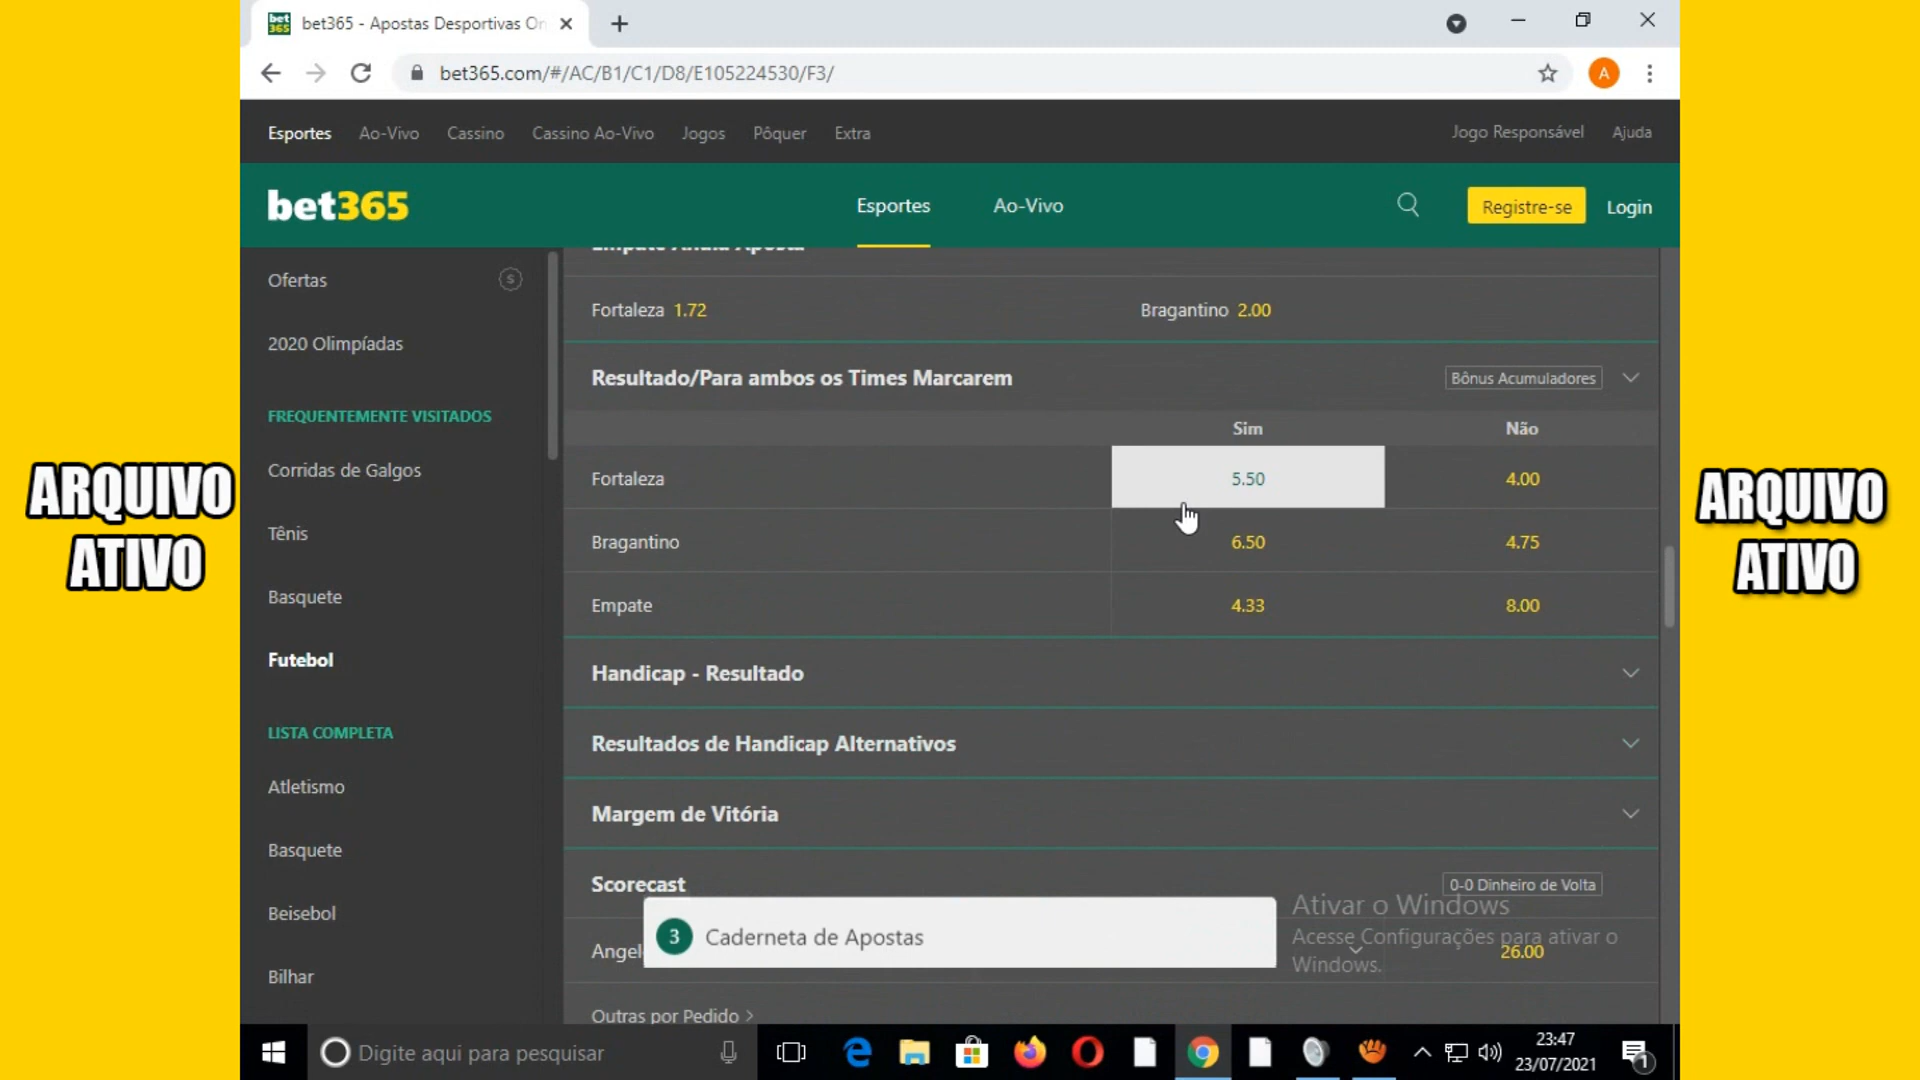 bet365 - Apostas Desportivas On
bet365.com/#/AC/B1/C1/D8/E105224530/F3/
A
Esportes Ao-Vivo Cassino Cassino Ao-Vivo Jogos Pôquer Extra Jogo Responsável Ajuda
bet365 Esportes Ao-Vivo Registre-se Login
Ofertas
2020 Olimpíadas
FREQUENTEMENTE VISITADOS
Corridas de Galgos
Tênis
Basquete
Futebol
LISTA COMPLETA
Atletismo
Basquete
Beisebol
Bilhar
Empate Anula Aposta
Fortaleza 1.72 Bragantino 2.00
Resultado/Para ambos os Times Marcarem Bônus Acumuladores
Sim Não
Fortaleza 5.50 4.00
Bragantino 6.50 4.75
Empate 4.33 8.00
Handicap - Resultado
Resultados de Handicap Alternativos
Margem de Vitória
Scorecast 0-0 Dinheiro de Volta
Angel 26.00
3 Caderneta de Apostas
Outras por Pedido >
Ativar o Windows
Acesse Configurações para ativar o
Windows.
Digite aqui para pesquisar
23:47
23/07/2021
1
ARQUIVO
ATIVO
ARQUIVO
ATIVO